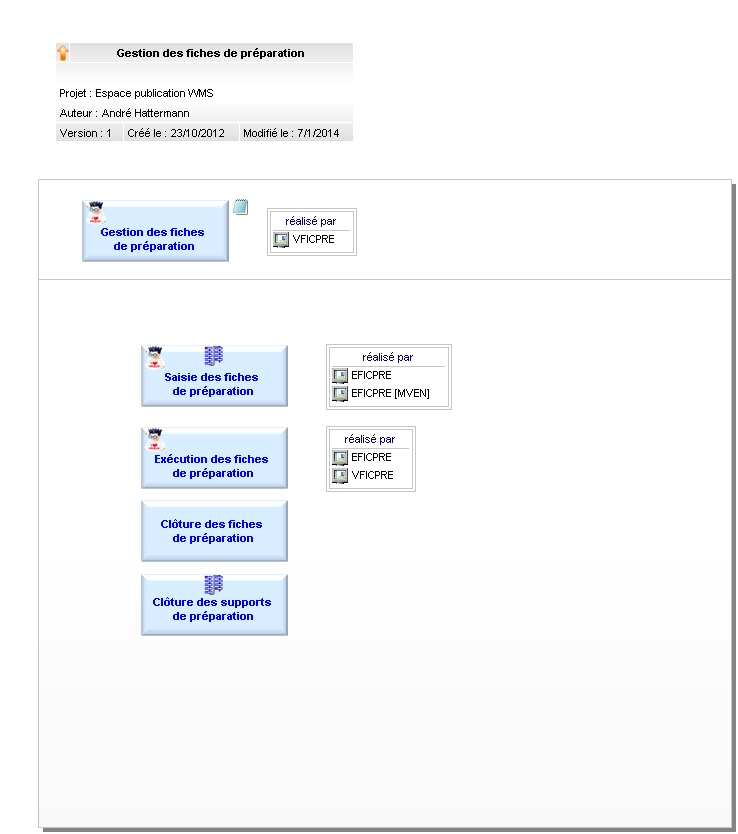 Gestion des fiches de préparation
Projet : Espace publication WMS
Auteur : André Hattermann
Version : 1 Créé le : 23/10/2012 Modifié le : 7/1/2014
Gestion des fiches
de préparation
réalisé par
VFICPRE
Saisie des fiches
de préparation
réalisé par
EFICPRE
EFICPRE [MVEN]
Exécution des fiches
de préparation
réalisé par
EFICPRE
VFICPRE
Clôture des fiches
de préparation
Clôture des supports
de préparation